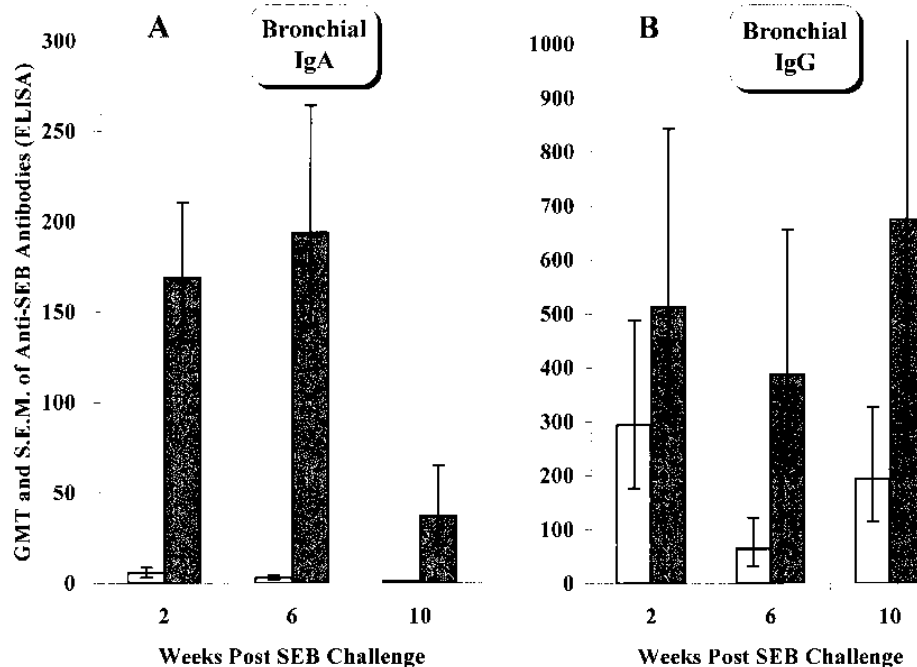 GMT and S.E.M. of Anti-SEB Antibodies (ELISA)
A
Bronchial
IgA
300
250
200
150
100
50
0
2
6
10
Weeks Post SEB Challenge
B
Bronchial
IgG
1000
900
800
700
600
500
400
300
200
100
0
2
6
10
Weeks Post SEB Challenge